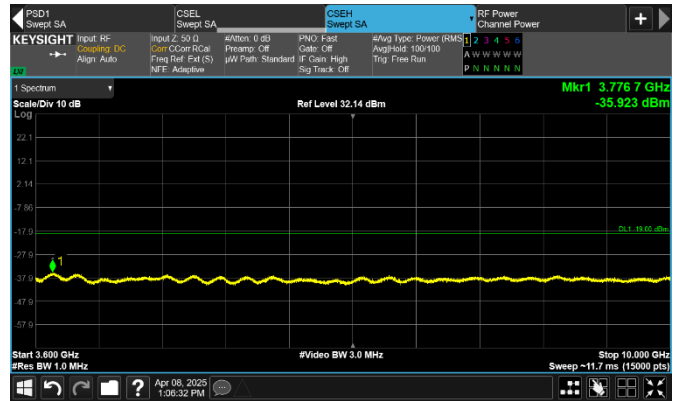 PSD1
Swept SA
CSEL
Swept SA
CSEH
Swept SA
RF Power
Channel Power
KEYSIGHT
Input: RF
Coupling: DC
Align: Auto
Input Z: 50 Ω
Corr CCorr RCal
Freq Ref: Ext (S)
NFE: Adaptive
#Atten: 0 dB
Preamp: Off
µW Path: Standard
PNO: Fast
Gate: Off
IF Gain: High
Sig Track: Off
#Avg Type: Power (RMS
Avg|Hold: 100/100
Trig: Free Run
1 2 3 4 5 6
A W W W W W
P N N N N N
LXI
1 Spectrum
Scale/Div 10 dB
Log
Ref Level 32.14 dBm
Mkr1 3.776 7 GHz
-35.923 dBm
22.1
12.1
2.14
-7.86
-17.9
DL1 -19.00 dBm
-27.9
1
-37.9
-47.9
-57.9
Start 3.600 GHz
#Res BW 1.0 MHz
#Video BW 3.0 MHz
Stop 10.000 GHz
Sweep ~11.7 ms (15000 pts)
?
Apr 08, 2025
1:06:32 PM